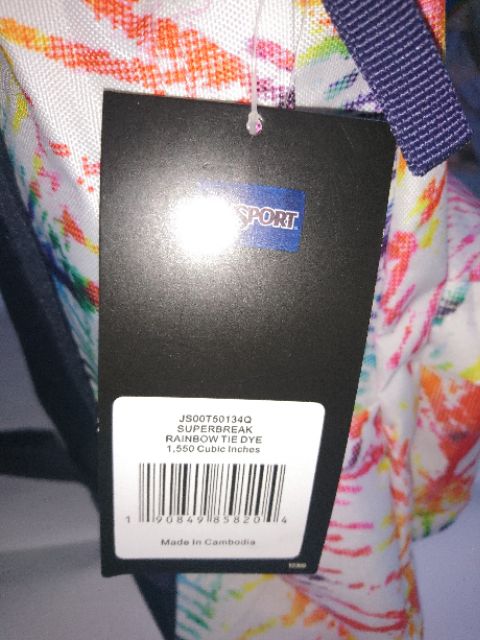 SPORT
JS00T50134Q
SUPERBREAK
RAINBOW TIE DYE
1,550 Cubic Inches
1 90849 85820 4
Made In Cambodia